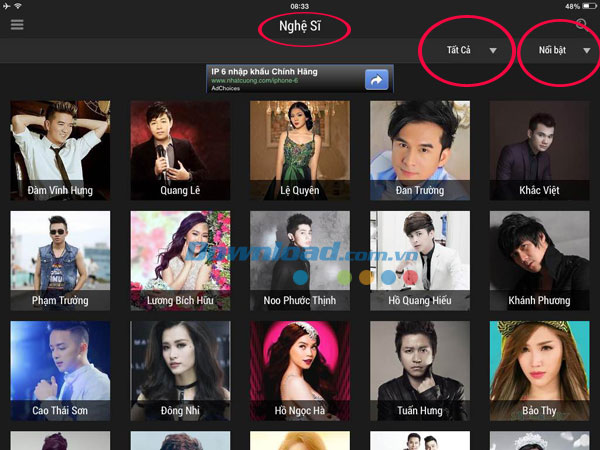 08:33
48%
Nghệ Sĩ
Tất Cả
Nổi bật
IP 6 nhập khẩu Chính Hãng
www.nhatcuong.com/iphone-6
AdChoices
Đàm Vĩnh Hưng
Quang Lê
Lệ Quyên
Đan Trường
Khắc Việt
Download.com.vn
Phạm Trưởng
Lương Bích Hữu
Noo Phước Thịnh
Hồ Quang Hiếu
Khánh Phương
Cao Thái Sơn
Đông Nhi
Hồ Ngọc Hà
Tuấn Hưng
Bảo Thy